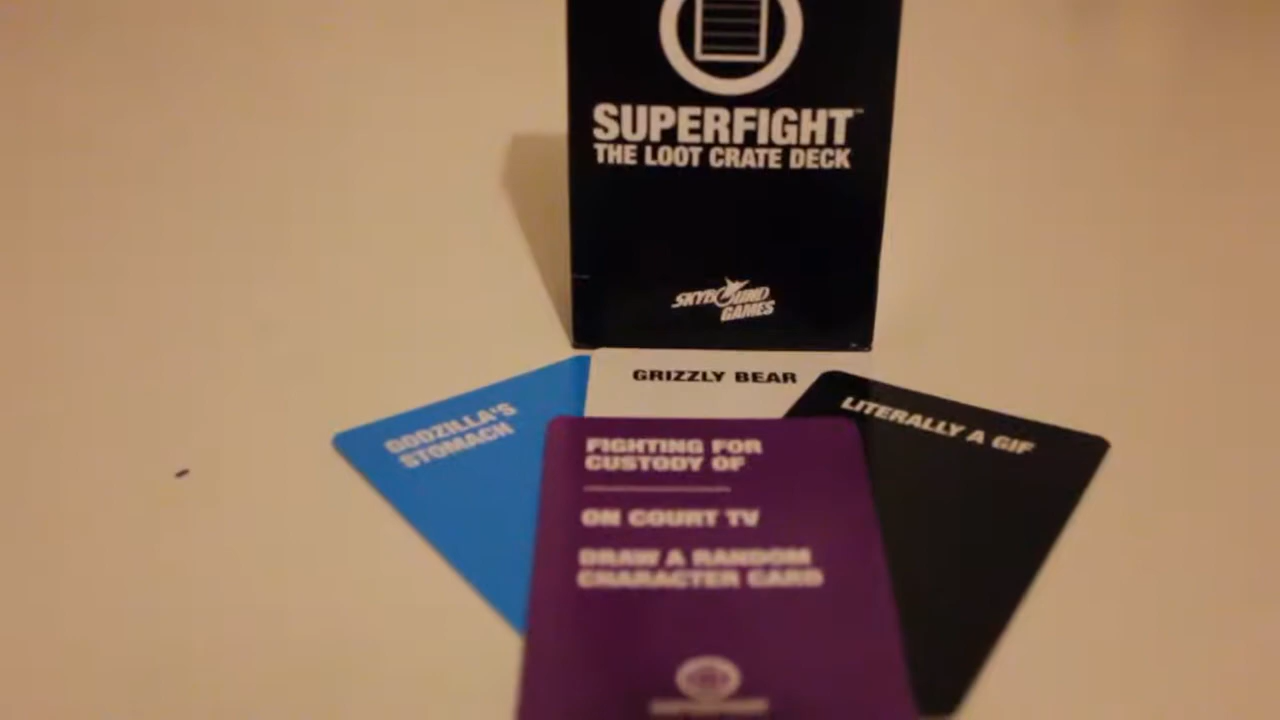 SUPERFIGHT™
THE LOOT CRATE DECK
SKYBOUND
GAMES
GRIZZLY BEAR
GODZILLA'S
STOMACH
LITERALLY A GIF
FIGHTING FOR
CUSTODY OF
ON COURT TV
DRAW A RANDOM
CHARACTER CARD